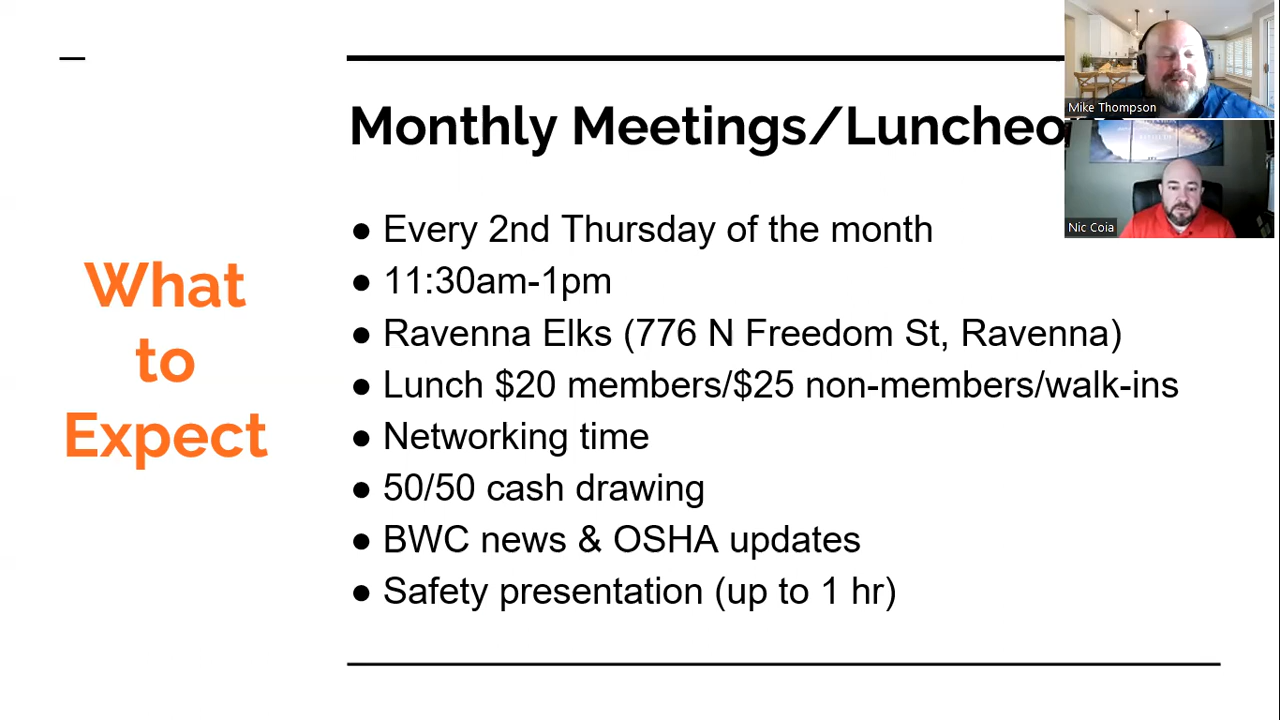 What
to
Expect
Monthly Meetings/Luncheo
● Every 2nd Thursday of the month
● 11:30am-1pm
● Ravenna Elks (776 N Freedom St, Ravenna)
● Lunch $20 members/$25 non-members/walk-ins
● Networking time
● 50/50 cash drawing
● BWC news & OSHA updates
● Safety presentation (up to 1 hr)
Mike Thompson
Nic Coia